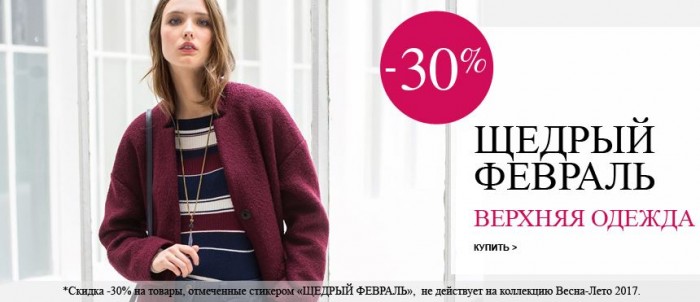 -30%
ЩЕДРЫЙ
ФЕВРАЛЬ
ВЕРХНЯЯ ОДЕЖДА
КУПИТЬ >
*Скидка -30% на товары, отмеченные стикером «ЩЕДРЫЙ ФЕВРАЛЬ», не действует на коллекцию Весна-Лето 2017.